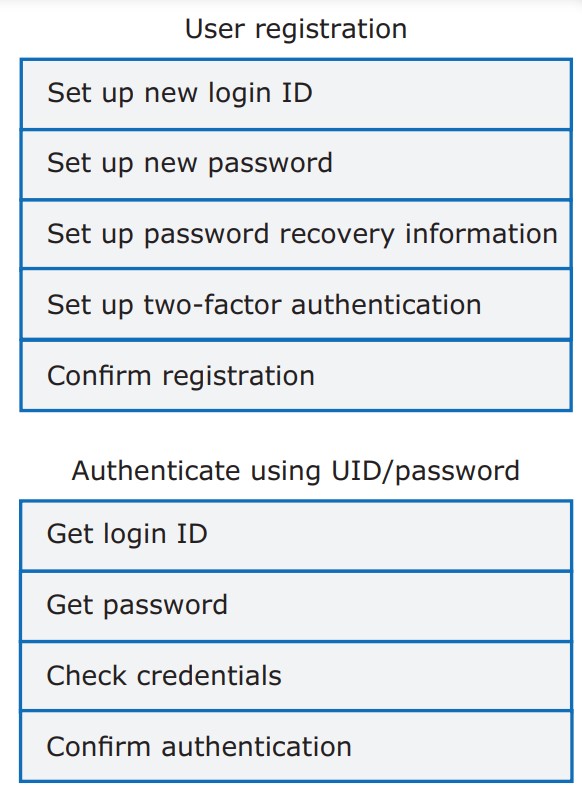 User registration
Set up new login ID
Set up new password
Set up password recovery information
Set up two-factor authentication
Confirm registration
Authenticate using UID/password
Get login ID
Get password
Check credentials
Confirm authentication